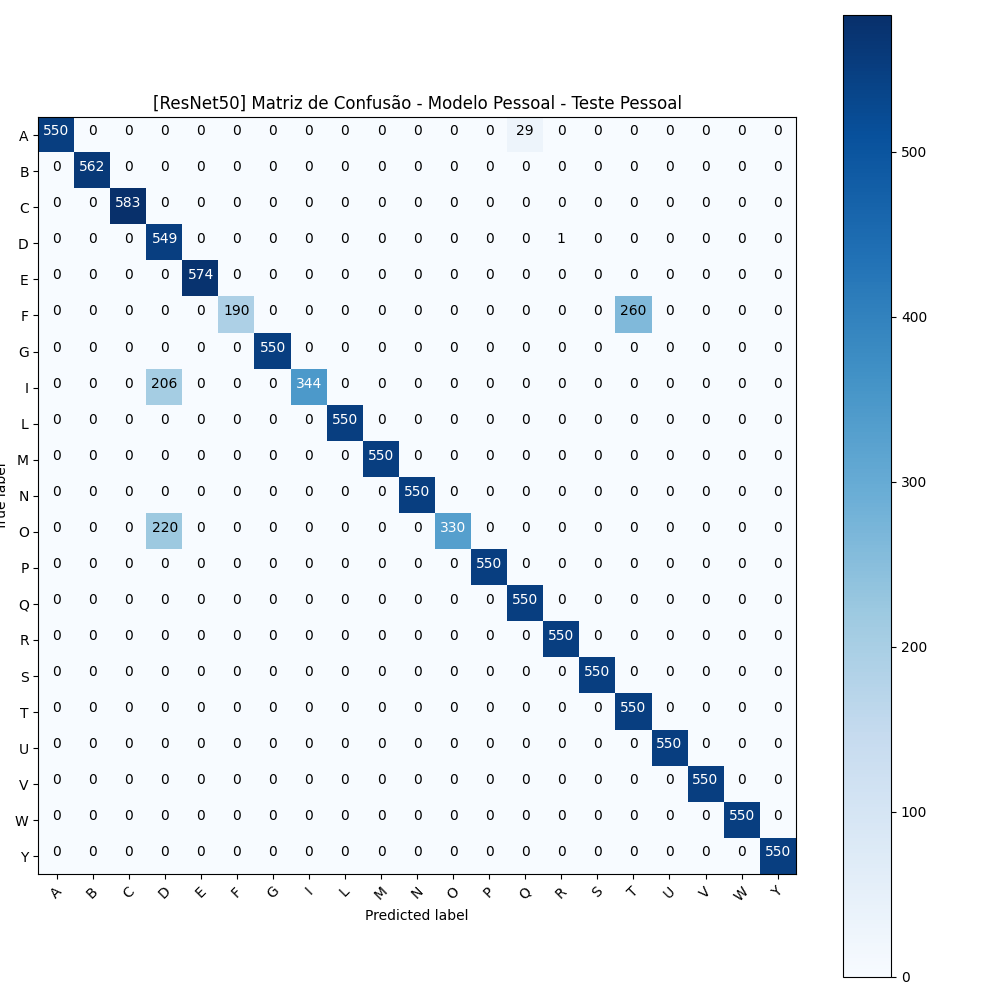 [ResNet50] Matriz de Confusão - Modelo Pessoal - Teste Pessoal
A 550 0 0 0 0 0 0 0 0 0 0 0 0 29 0 0 0 0 0 0 0
B 0 562 0 0 0 0 0 0 0 0 0 0 0 0 0 0 0 0 0 0 0
C 0 0 583 0 0 0 0 0 0 0 0 0 0 0 0 0 0 0 0 0 0
D 0 0 0 549 0 0 0 0 0 0 0 0 0 0 1 0 0 0 0 0 0
E 0 0 0 0 574 0 0 0 0 0 0 0 0 0 0 0 0 0 0 0 0
F 0 0 0 0 0 190 0 0 0 0 0 0 0 0 0 0 260 0 0 0 0
G 0 0 0 0 0 0 550 0 0 0 0 0 0 0 0 0 0 0 0 0 0
I 0 0 0 206 0 0 0 344 0 0 0 0 0 0 0 0 0 0 0 0 0
L 0 0 0 0 0 0 0 0 550 0 0 0 0 0 0 0 0 0 0 0 0
M 0 0 0 0 0 0 0 0 0 550 0 0 0 0 0 0 0 0 0 0 0
N 0 0 0 0 0 0 0 0 0 0 550 0 0 0 0 0 0 0 0 0 0
O 0 0 0 220 0 0 0 0 0 0 0 330 0 0 0 0 0 0 0 0 0
P 0 0 0 0 0 0 0 0 0 0 0 0 550 0 0 0 0 0 0 0 0
Q 0 0 0 0 0 0 0 0 0 0 0 0 0 550 0 0 0 0 0 0 0
R 0 0 0 0 0 0 0 0 0 0 0 0 0 0 550 0 0 0 0 0 0
S 0 0 0 0 0 0 0 0 0 0 0 0 0 0 0 550 0 0 0 0 0
T 0 0 0 0 0 0 0 0 0 0 0 0 0 0 0 0 550 0 0 0 0
U 0 0 0 0 0 0 0 0 0 0 0 0 0 0 0 0 0 550 0 0 0
V 0 0 0 0 0 0 0 0 0 0 0 0 0 0 0 0 0 0 550 0 0
W 0 0 0 0 0 0 0 0 0 0 0 0 0 0 0 0 0 0 0 550 0
Y 0 0 0 0 0 0 0 0 0 0 0 0 0 0 0 0 0 0 0 0 550
A B C D E F G I L M N O P Q R S T U V W Y
Predicted label
label
500
400
300
200
100
0